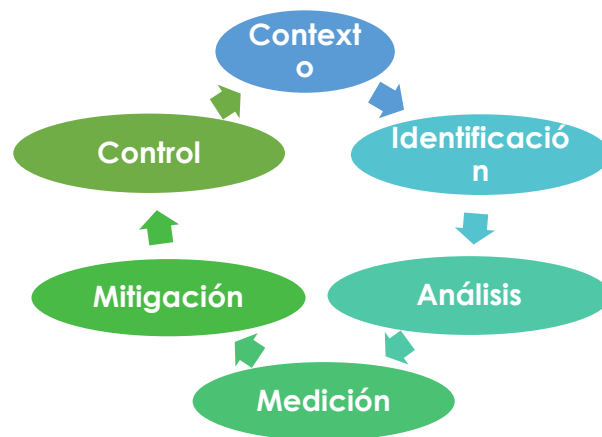 Context
o
Identificació
n
Análisis
Medición
Mitigación
Control